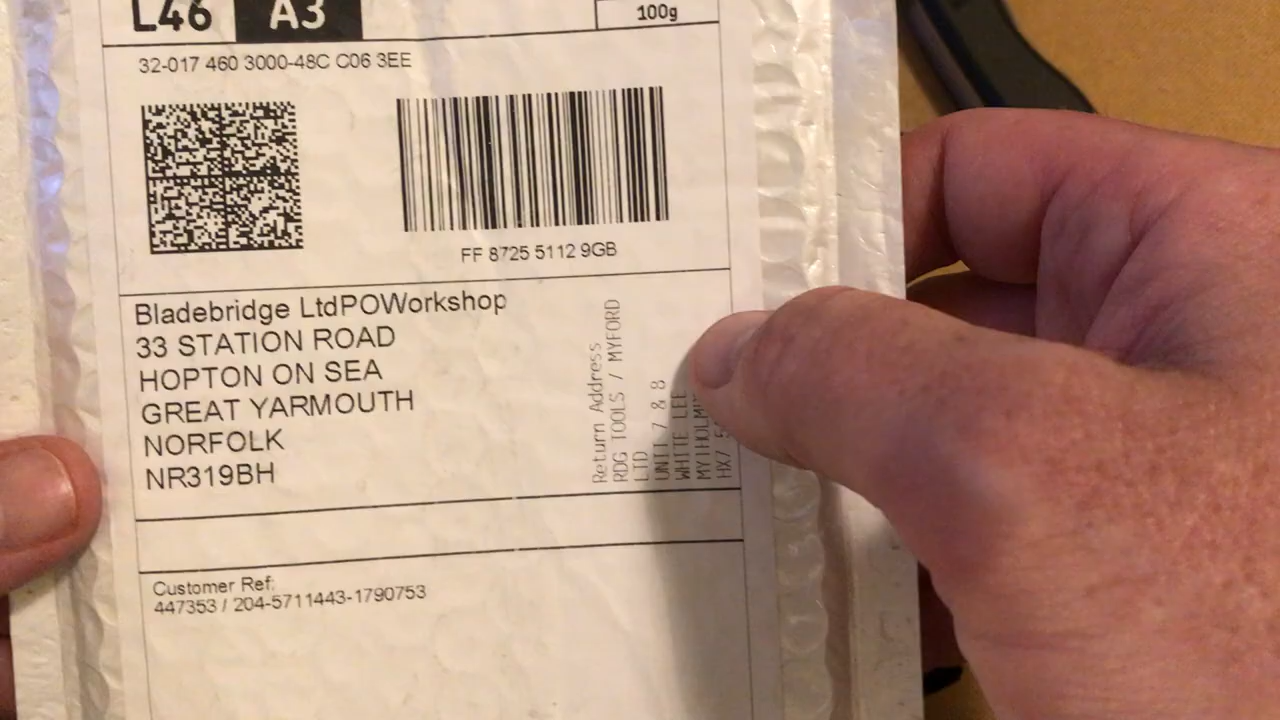 L46 A3
100g
32-017 460 3000-48C C06 3EE
FF 8725 5112 9GB
Bladebridge LtdPOWorkshop
33 STATION ROAD
HOPTON ON SEA
GREAT YARMOUTH
NORFOLK
NR319BH
Return Address
RDG TOOLS / MYFORD
LTD
UNIT 7 & 8
WHITE LEE
HX7
Customer Ref:
447353 / 204-5711443-1790753